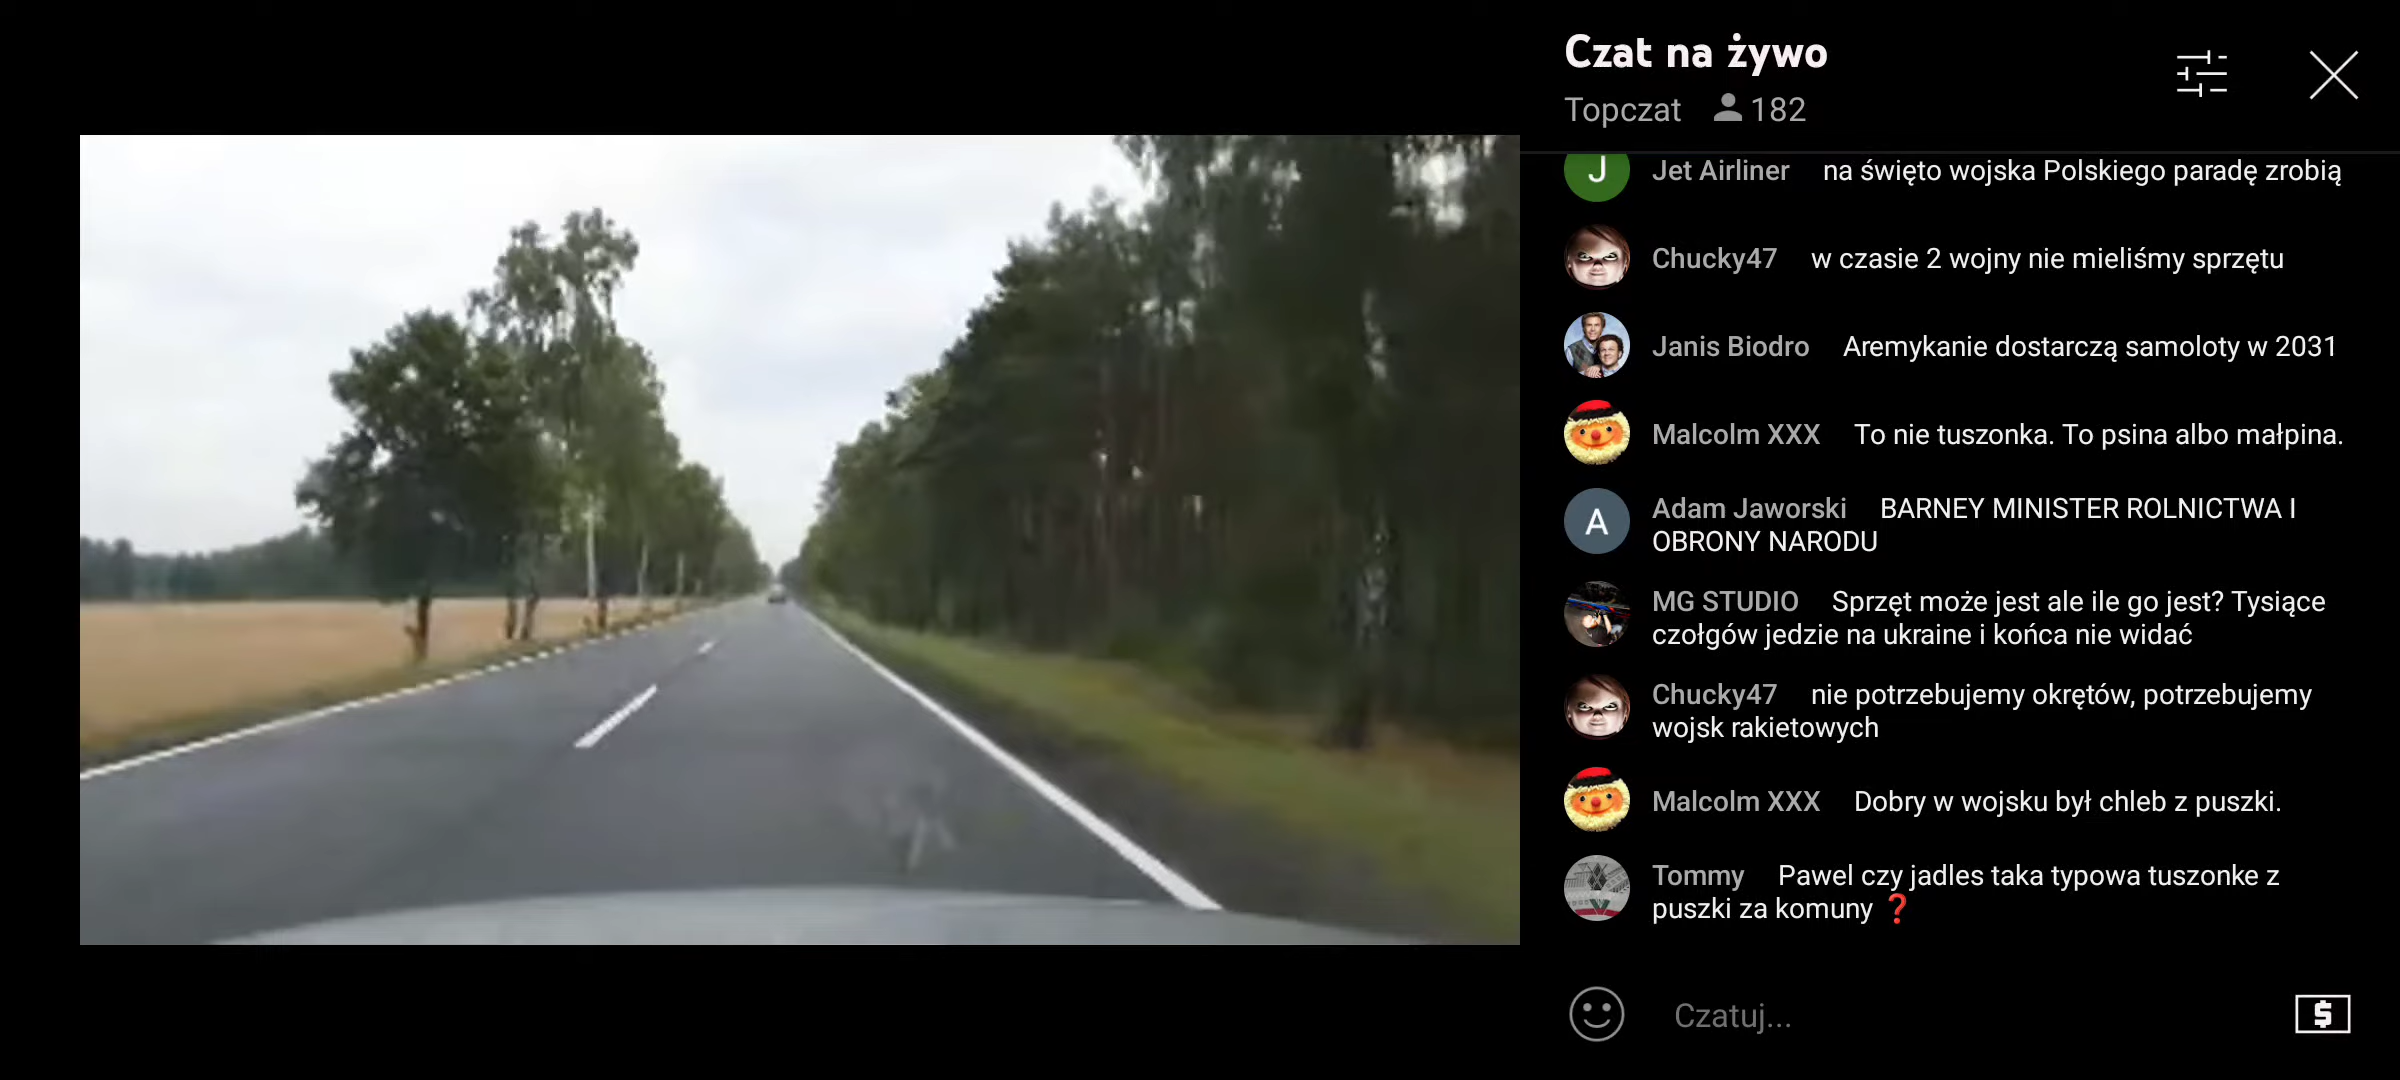 Czat na żywo
Topczat 182
J Jet Airliner na święto wojska Polskiego paradę zrobią
Chucky47 w czasie 2 wojny nie mieliśmy sprzętu
Janis Biodro Aremykanie dostarczą samoloty w 2031
Malcolm XXX To nie tuszonka. To psina albo małpina.
A Adam Jaworski BARNEY MINISTER ROLNICTWA I
OBRONY NARODU
MG STUDIO Sprzęt może jest ale ile go jest? Tysiące
czołgów jedzie na ukraine i końca nie widać
Chucky47 nie potrzebujemy okrętów, potrzebujemy
wojsk rakietowych
Malcolm XXX Dobry w wojsku był chleb z puszki.
Tommy Pawel czy jadles taka typowa tuszonke z
puszki za komuny ❓
Czatuj...
$